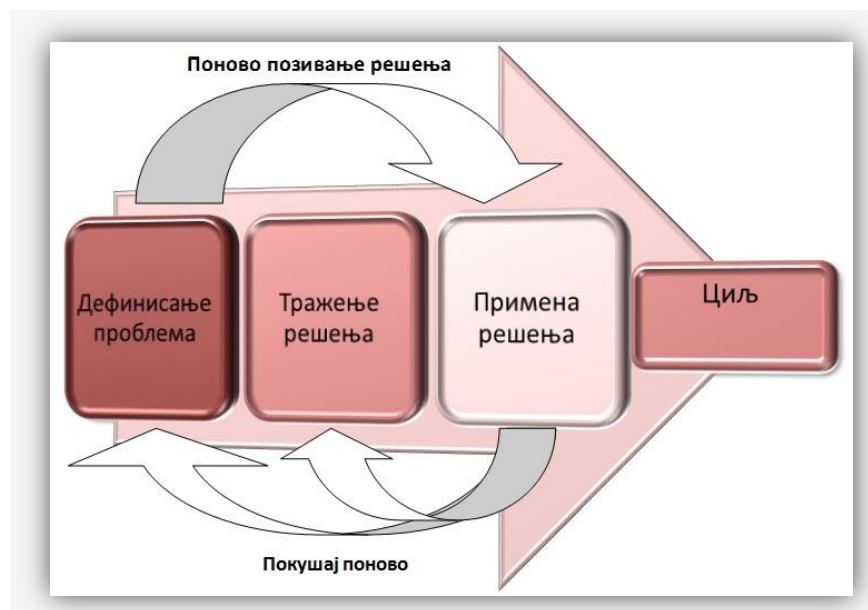 Поново позивање решења
Дефинисање
проблема
Тражење
решења
Примена
решења
Циљ
Покушај поново